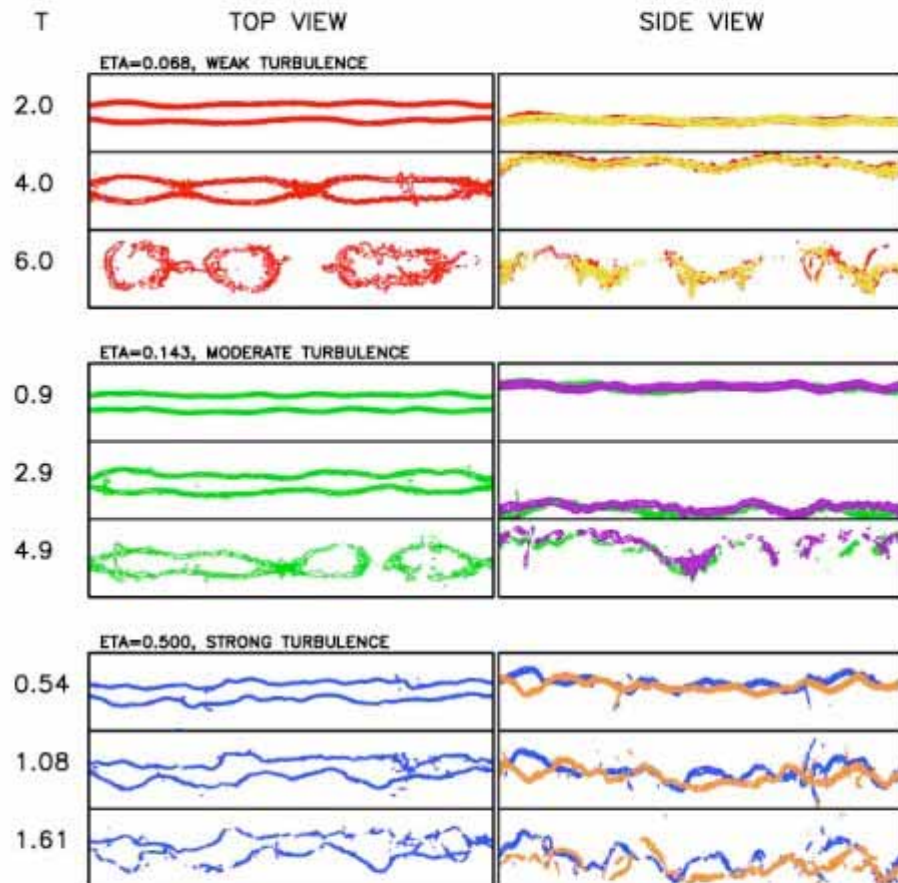 T TOP VIEW SIDE VIEW
ETA=0.068, WEAK TURBULENCE
2.0
4.0
6.0
ETA=0.143, MODERATE TURBULENCE
0.9
2.9
4.9
ETA=0.500, STRONG TURBULENCE
0.54
1.08
1.61